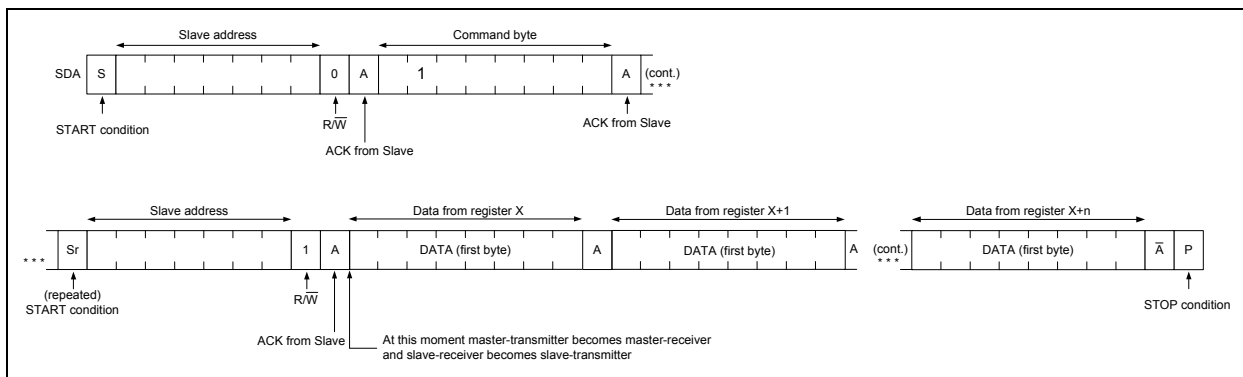 Slave address
Command byte
SDA S 0 A 1 A (cont.)
* * *
START condition
R/W̅
ACK from Slave
ACK from Slave
Slave address
Data from register X
Data from register X+1
Data from register X+n
* * * Sr 1 A DATA (first byte) A DATA (first byte) A (cont.) DATA (first byte) A̅ P
* * *
(repeated)
START condition
R/W̅
STOP condition
ACK from Slave
At this moment master-transmitter becomes master-receiver
and slave-receiver becomes slave-transmitter